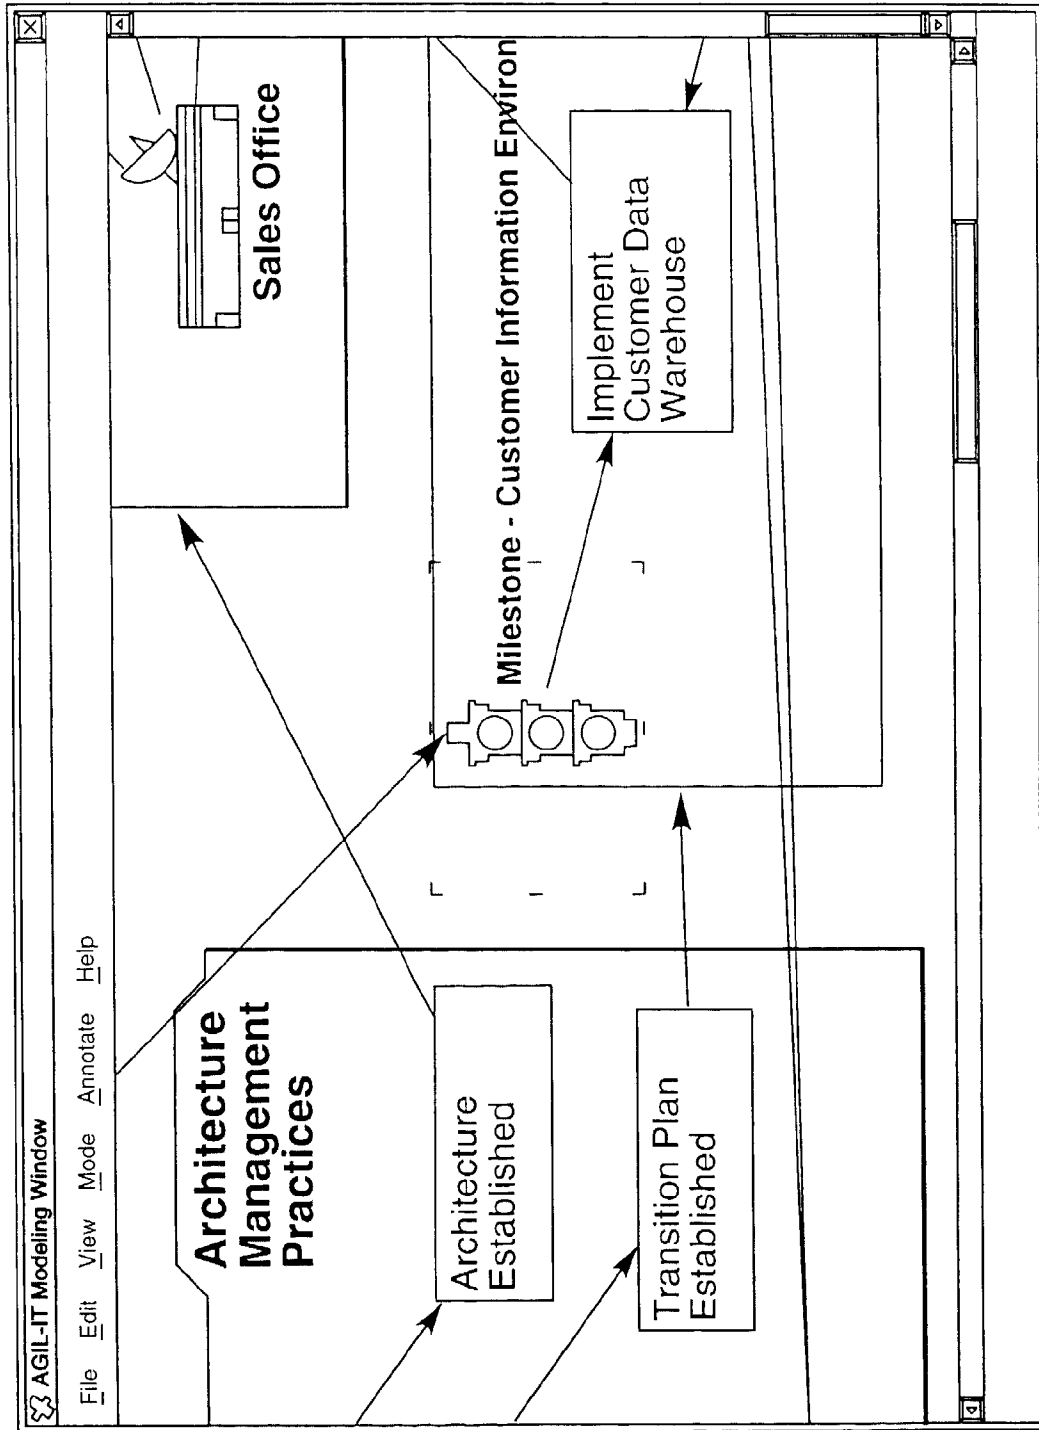 AGIL-IT Modeling Window
File Edit View Mode Annotate Help
Architecture
Management
Practices
Architecture
Established
Transition Plan
Established
Sales Office
Milestone - Customer Information Environ
Implement
Customer Data
Warehouse